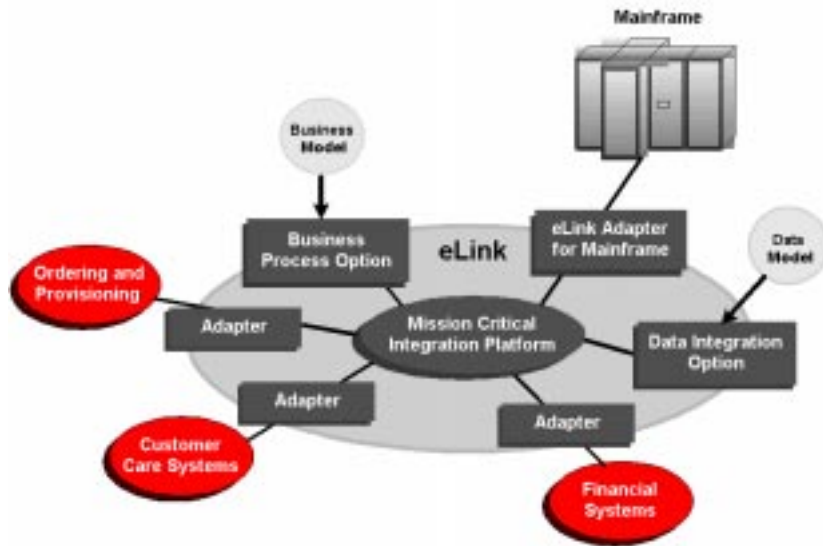 Mainframe
Business
Model
Business
Process Option
eLink
eLink Adapter
for Mainframe
Data
Model
Ordering and
Provisioning
Adapter
Mission Critical
Integration Platform
Data Integration
Option
Adapter
Adapter
Customer
Care Systems
Financial
Systems